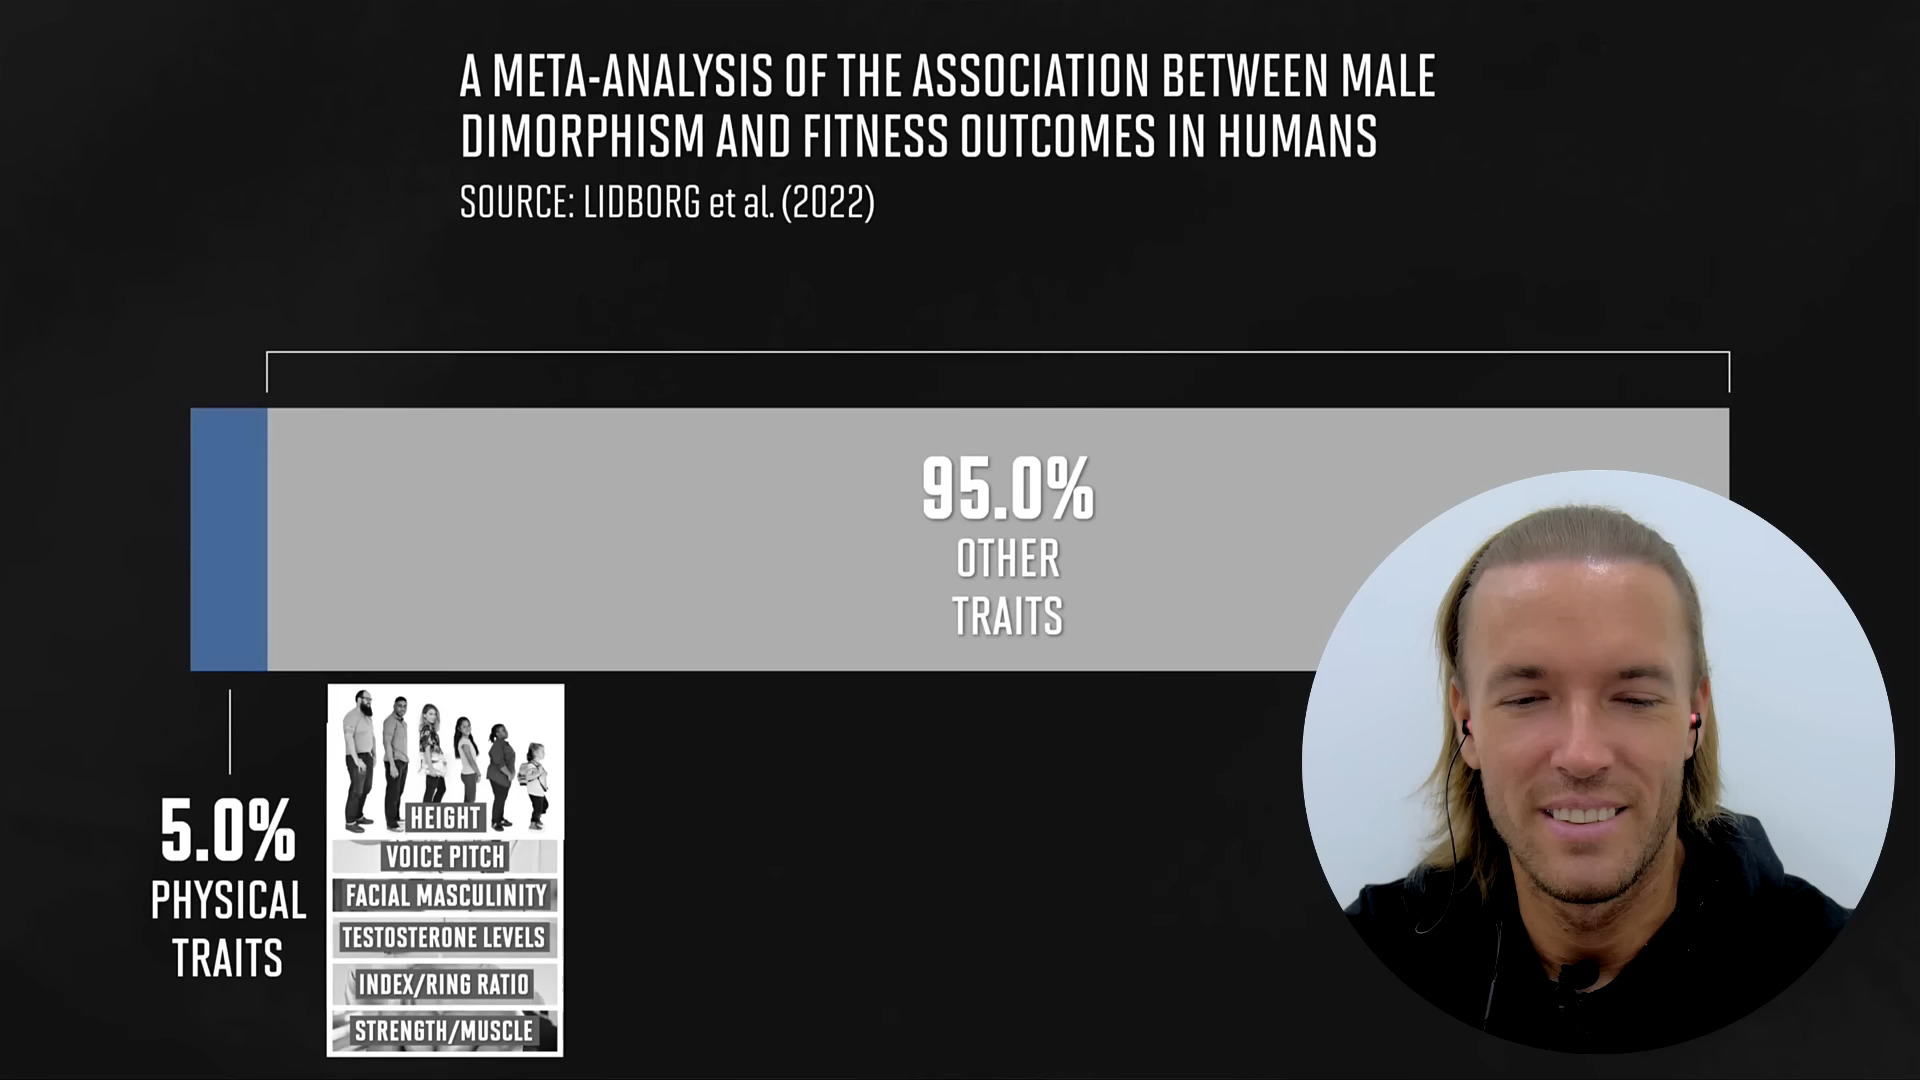 A META-ANALYSIS OF THE ASSOCIATION BETWEEN MALE
DIMORPHISM AND FITNESS OUTCOMES IN HUMANS
SOURCE: LIDBORG et al. (2022)
95.0%
OTHER
TRAITS
5.0%
PHYSICAL
TRAITS
HEIGHT
VOICE PITCH
FACIAL MASCULINITY
TESTOSTERONE LEVELS
INDEX/RING RATIO
STRENGTH/MUSCLE